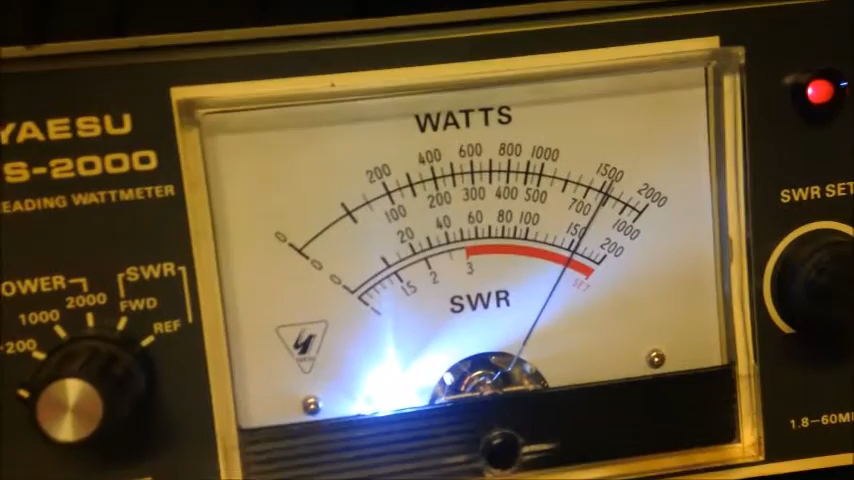 WATTS
YAESU
S-2000
EADING WATTMETER
0 200 400 600 800 1000 1500 2000
0 100 200 300 400 500 700 1000
0 20 40 60 80 100 150 200
1.5 2 3 SET
SWR
YAESU
OWER SWR
200 1000 2000 FWD REF
SWR SET
1.8-60M